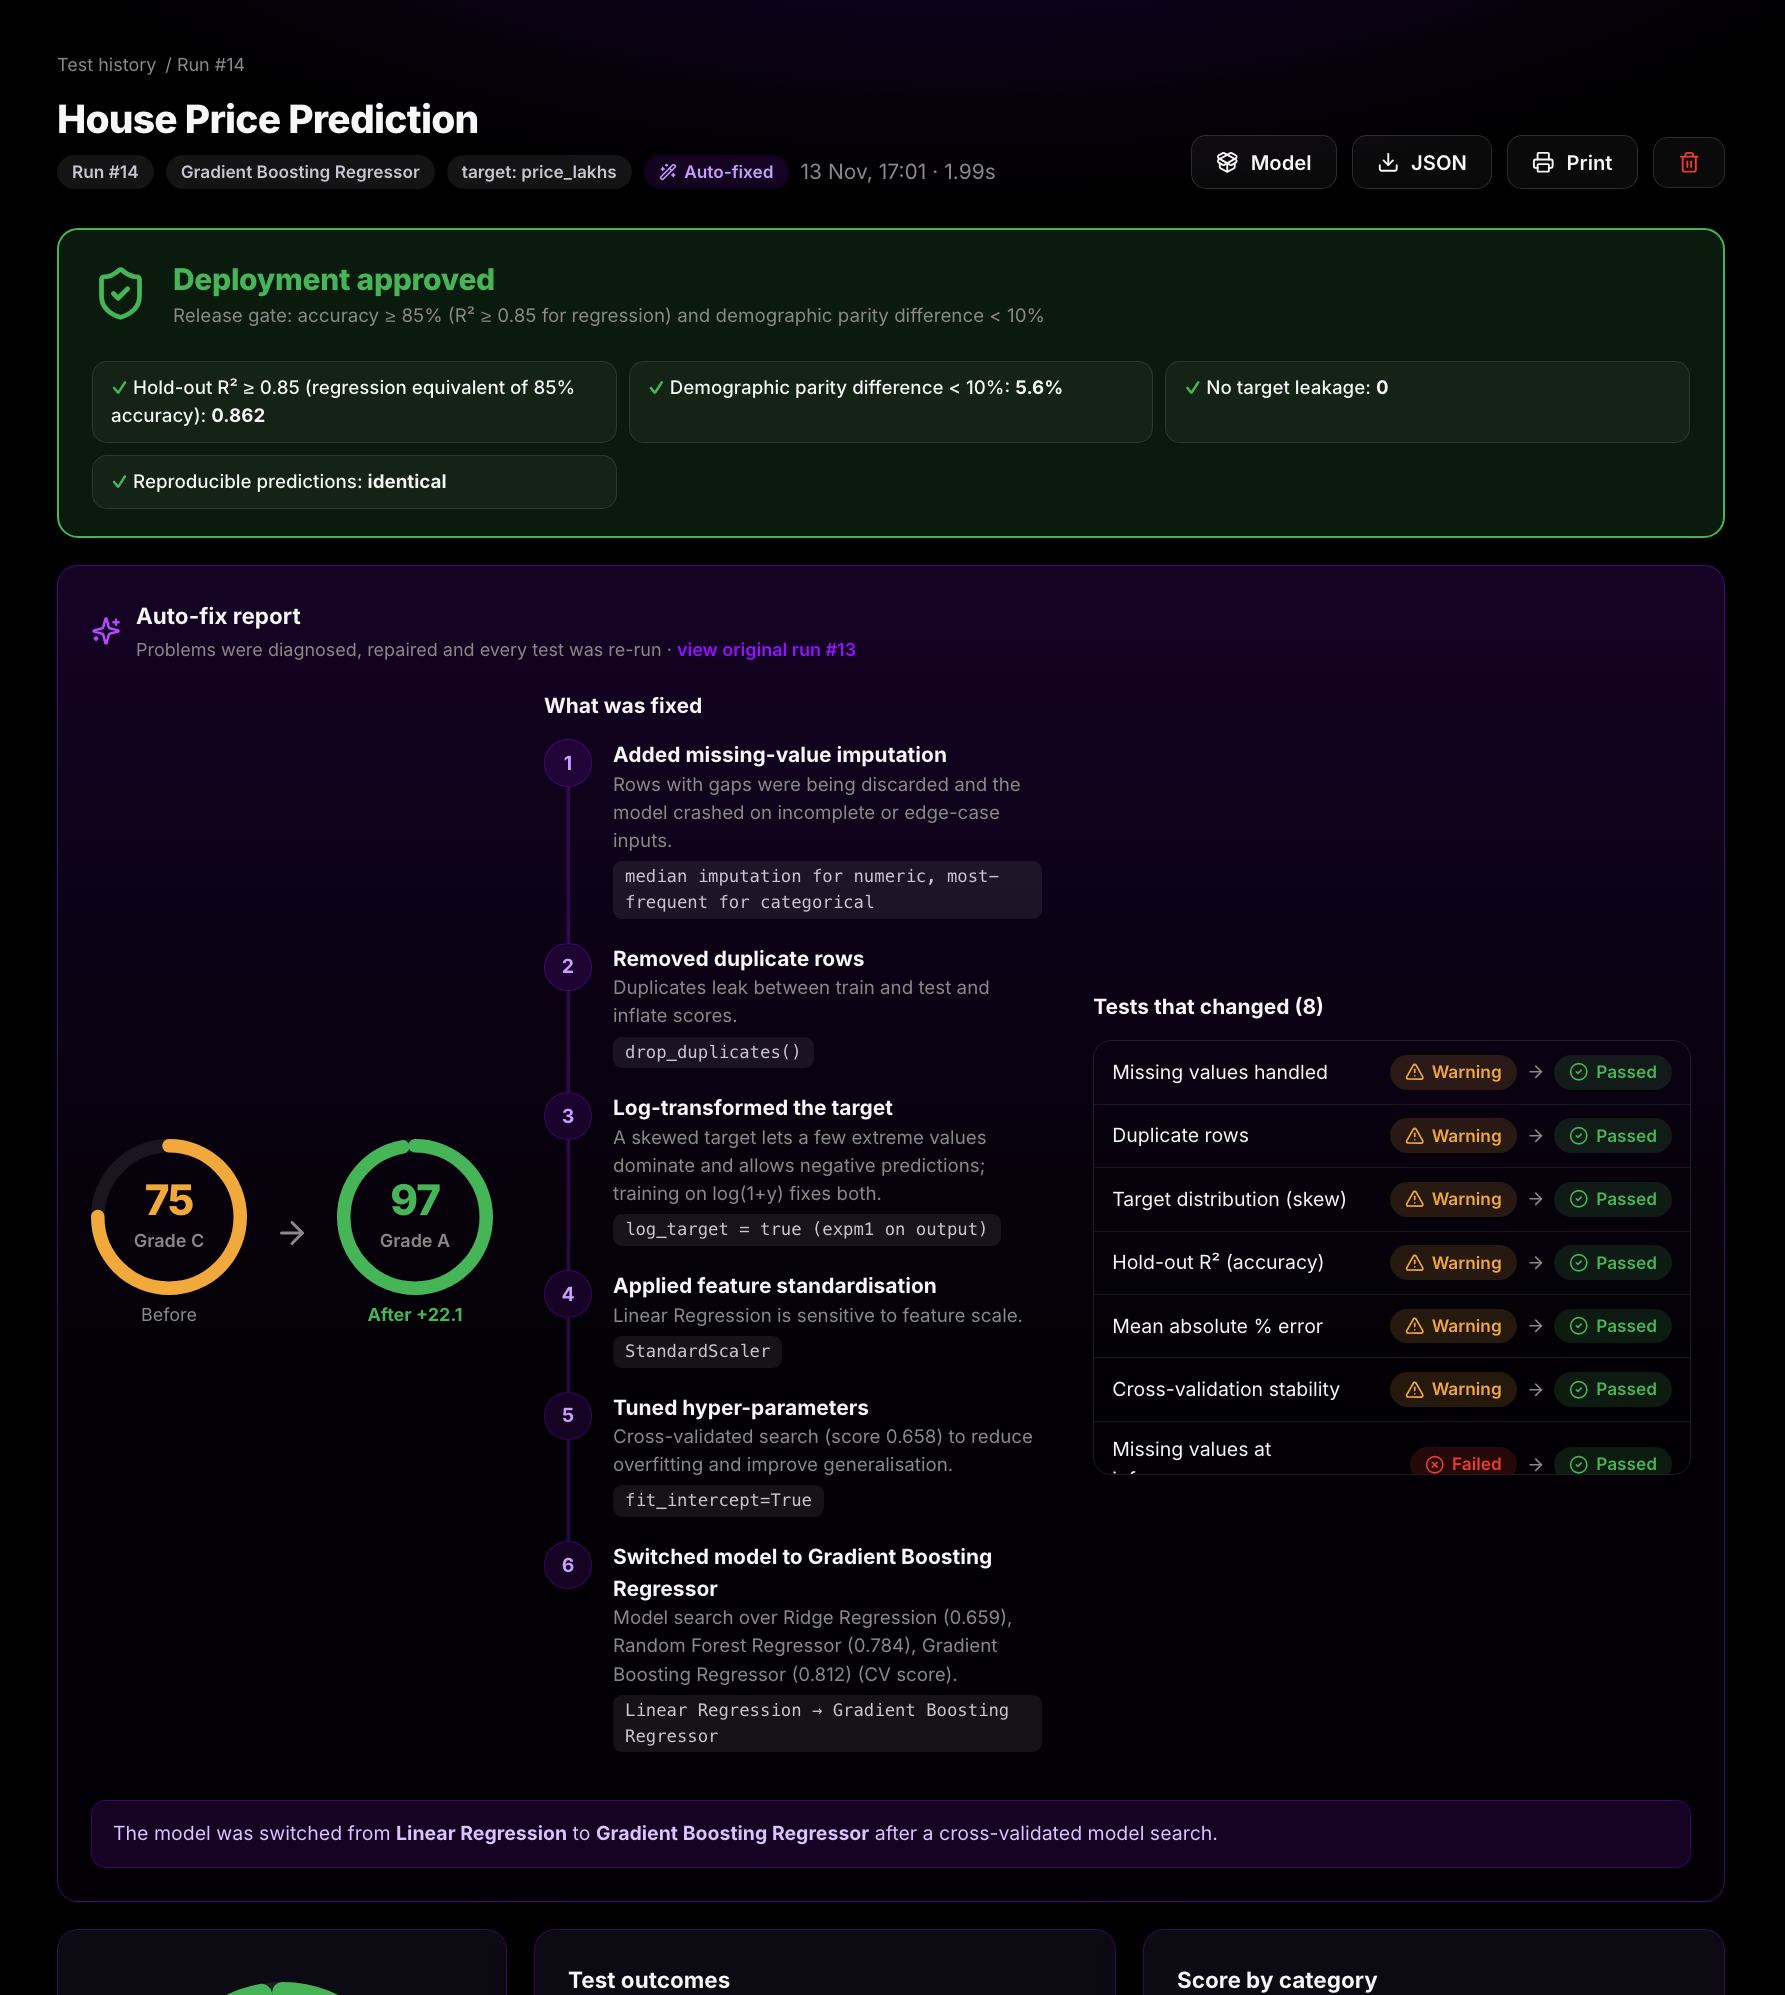 Test history / Run #14
House Price Prediction
Run #14 Gradient Boosting Regressor target: price_lakhs Auto-fixed 13 Nov, 17:01 · 1.99s
Model JSON Print
Deployment approved
Release gate: accuracy ≥ 85% (R² ≥ 0.85 for regression) and demographic parity difference < 10%
Hold-out R² ≥ 0.85 (regression equivalent of 85%
accuracy): 0.862
Demographic parity difference < 10%: 5.6%
No target leakage: 0
Reproducible predictions: identical
Auto-fix report
Problems were diagnosed, repaired and every test was re-run · view original run #13
75
Grade C
Before
→
97
Grade A
After +22.1
What was fixed
1
Added missing-value imputation
Rows with gaps were being discarded and the
model crashed on incomplete or edge-case
inputs.
median imputation for numeric, most-
frequent for categorical
2
Removed duplicate rows
Duplicates leak between train and test and
inflate scores.
drop_duplicates()
3
Log-transformed the target
A skewed target lets a few extreme values
dominate and allows negative predictions;
training on log(1+y) fixes both.
log_target = true (expm1 on output)
4
Applied feature standardisation
Linear Regression is sensitive to feature scale.
StandardScaler
5
Tuned hyper-parameters
Cross-validated search (score 0.658) to reduce
overfitting and improve generalisation.
fit_intercept=True
6
Switched model to Gradient Boosting
Regressor
Model search over Ridge Regression (0.659),
Random Forest Regressor (0.784), Gradient
Boosting Regressor (0.812) (CV score).
Linear Regression → Gradient Boosting
Regressor
Tests that changed (8)
Missing values handled Warning → Passed
Duplicate rows Warning → Passed
Target distribution (skew) Warning → Passed
Hold-out R² (accuracy) Warning → Passed
Mean absolute % error Warning → Passed
Cross-validation stability Warning → Passed
Missing values at Failed → Passed
The model was switched from Linear Regression to Gradient Boosting Regressor after a cross-validated model search.
Test outcomes
Score by category